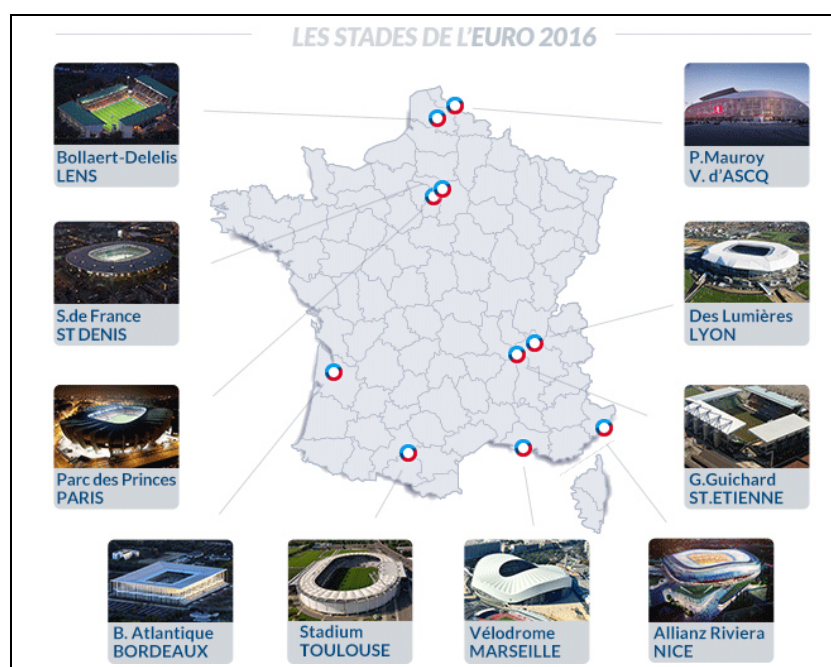 LES STADES DE L'EURO 2016
Bollaert-Delelis
LENS
P.Mauroy
V. d'ASCQ
S.de France
ST DENIS
Des Lumières
LYON
Parc des Princes
PARIS
G.Guichard
ST.ETIENNE
B. Atlantique
BORDEAUX
Stadium
TOULOUSE
Vélodrome
MARSEILLE
Allianz Riviera
NICE